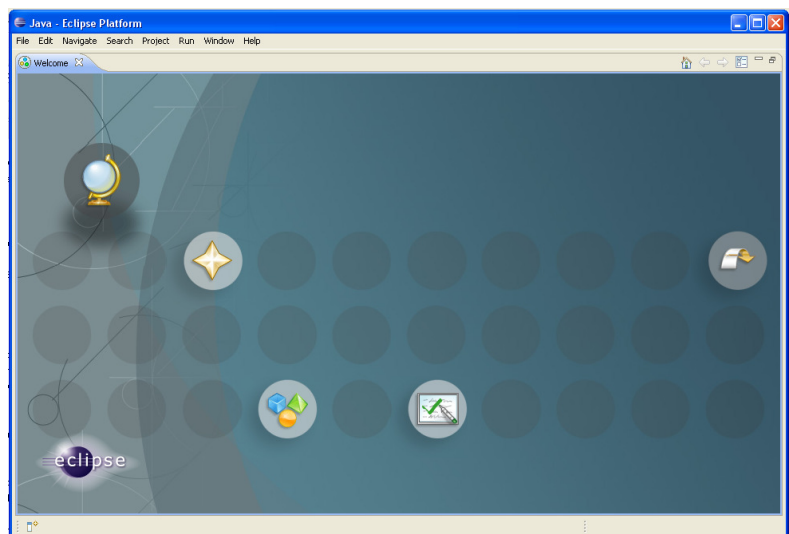 Java - Eclipse Platform
File Edit Navigate Search Project Run Window Help
Welcome
eclipse